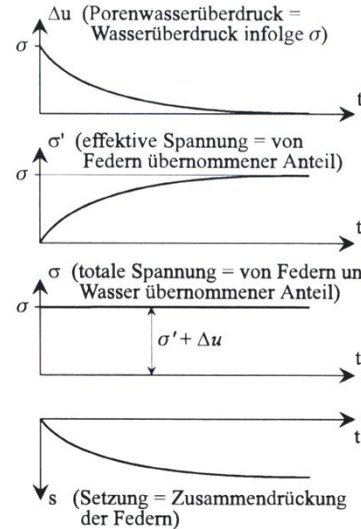 Δu (Porenwasserüberdruck =
Wasserüberdruck infolge σ)
σ
t
σ' (effektive Spannung = von
Federn übernommener Anteil)
σ
t
σ (totale Spannung = von Federn un
Wasser übernommener Anteil)
σ
σ' + Δu
t
t
s (Setzung = Zusammendrückung
der Federn)